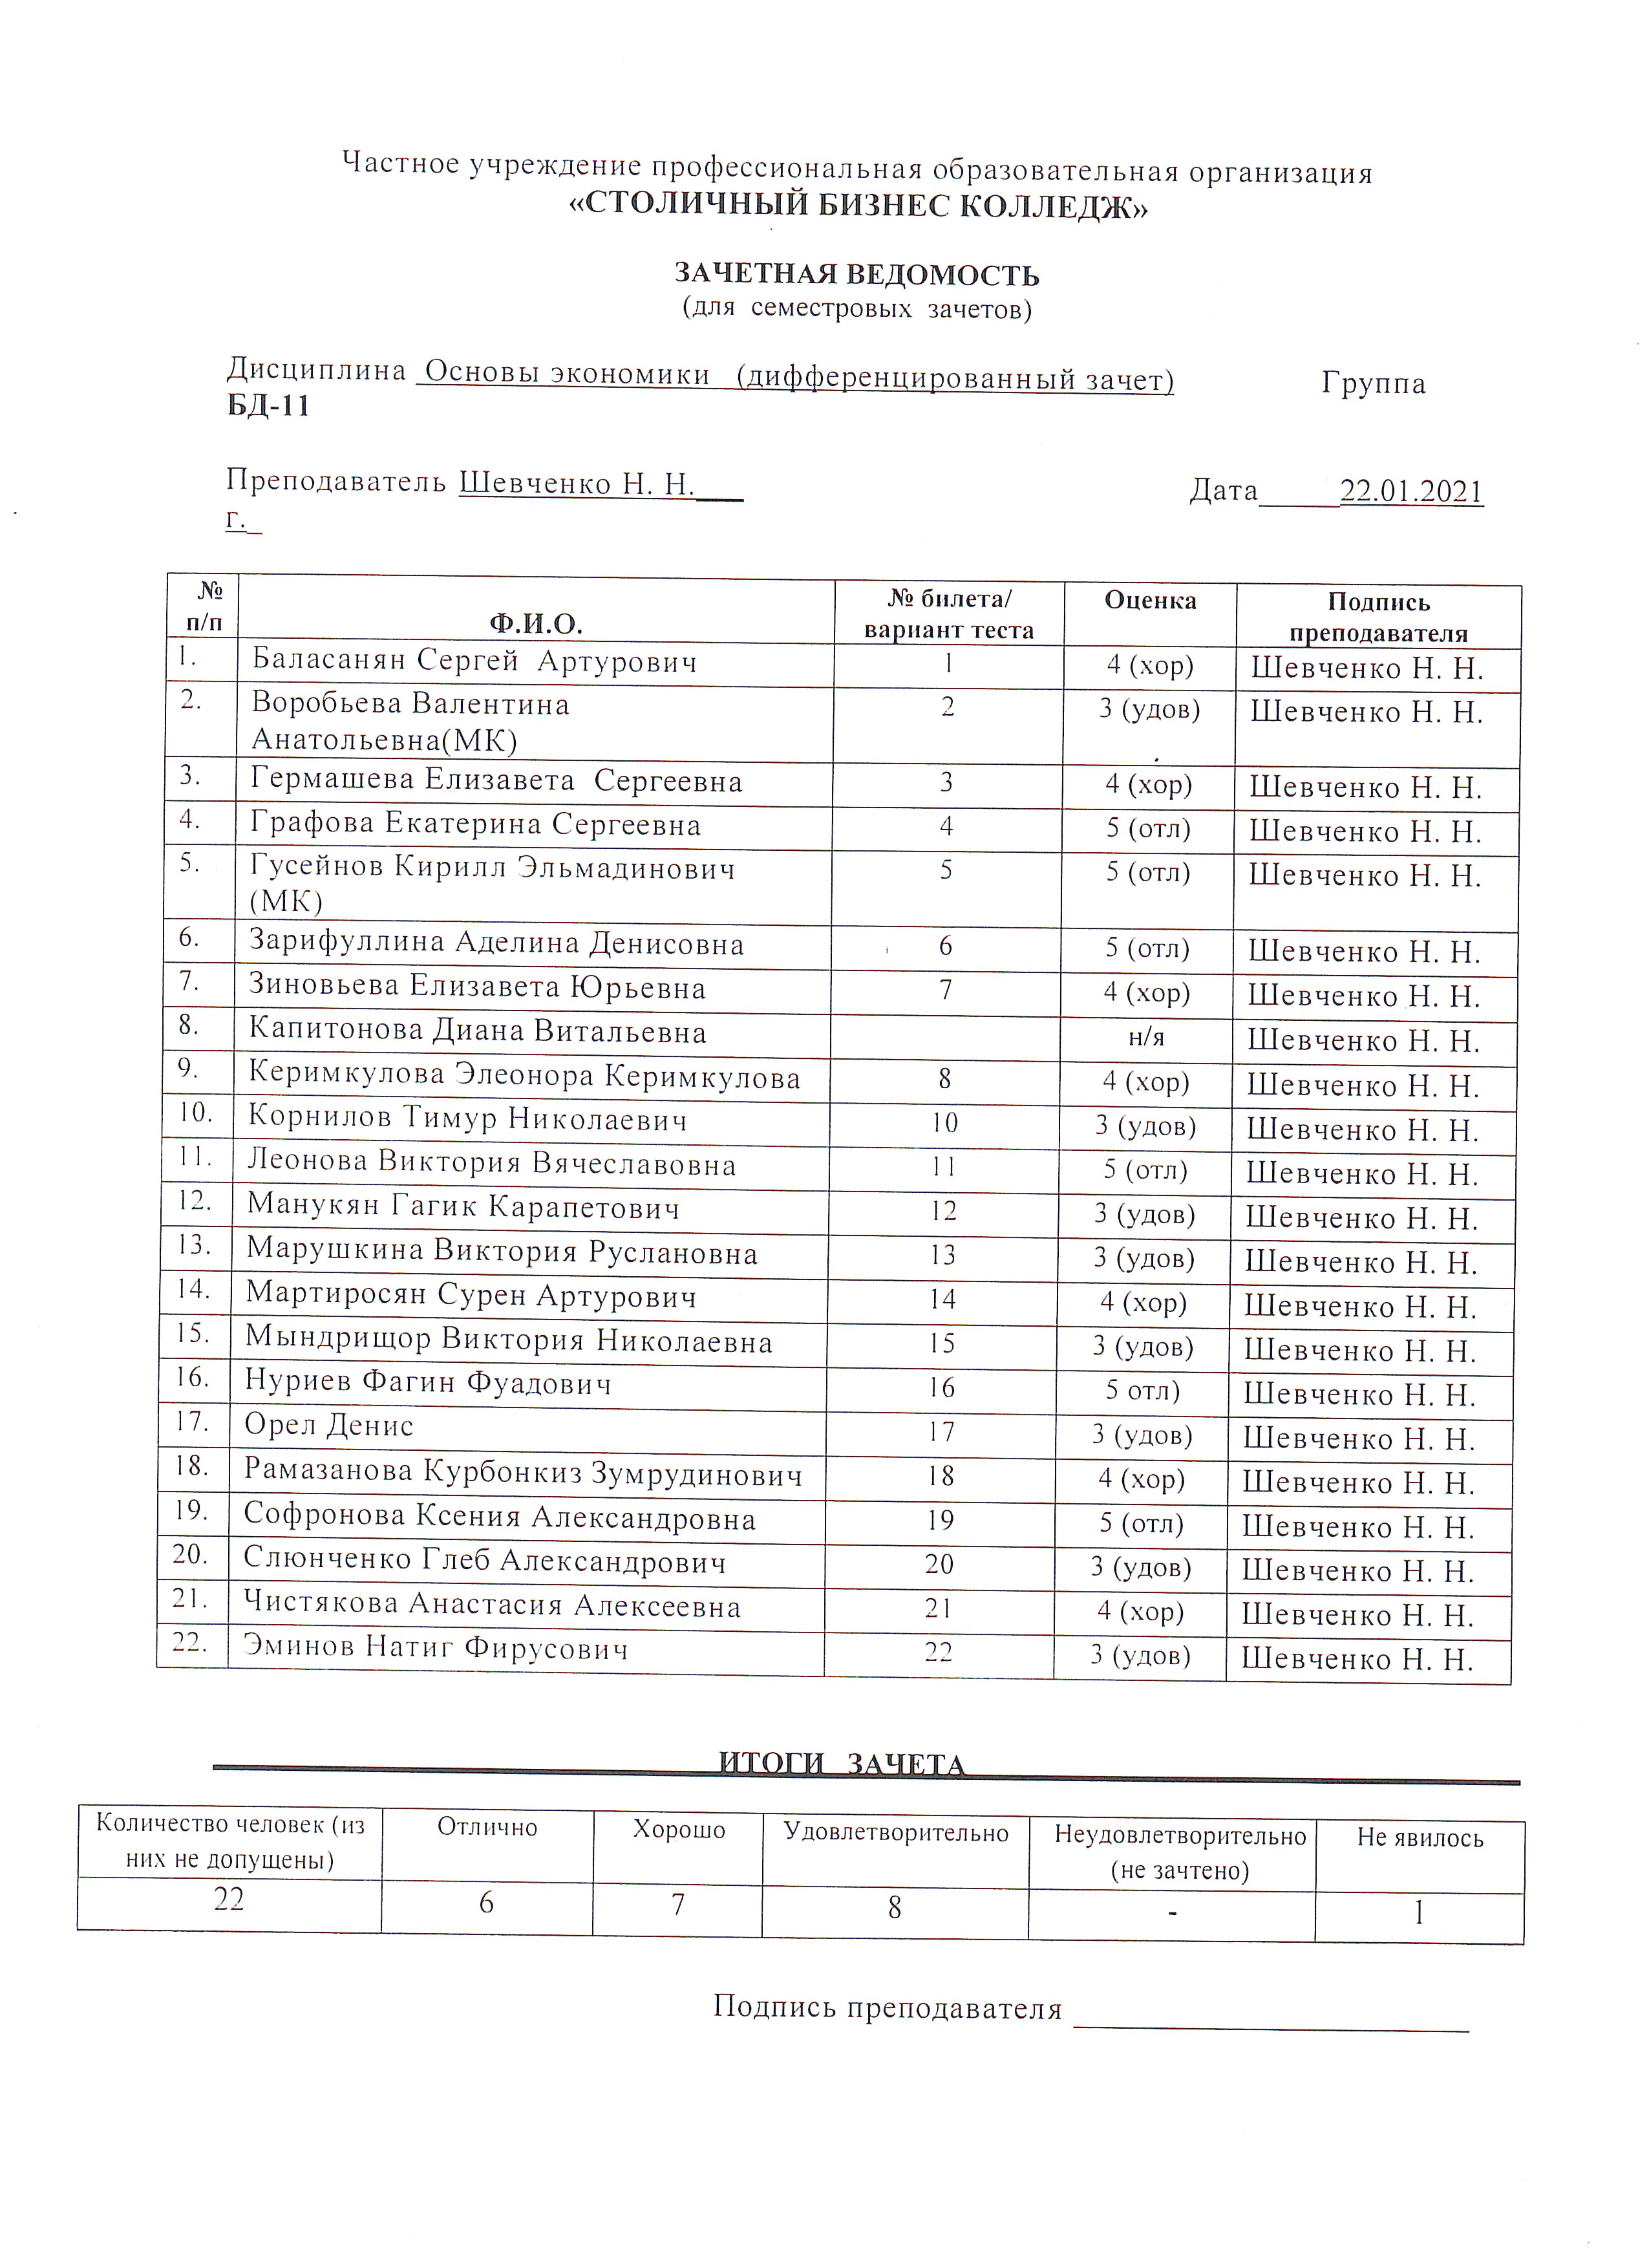 Частное учреждение профессиональная образовательная организация
«СТОЛИЧНЫЙ БИЗНЕС КОЛЛЕДЖ»
ЗАЧЕТНАЯ ВЕДОМОСТЬ
(для семестровых зачетов)
Дисциплина Основы экономики (дифференцированный зачет) Группа
БД-11
Преподаватель Шевченко Н. Н.___ Дата_____22.01.2021
г._
№ п/п Ф.И.О. № билета/ вариант теста Оценка Подпись преподавателя
1. Баласанян Сергей Артурович 1 4 (хор) Шевченко Н. Н.
2. Воробьева Валентина 2 3 (удов) Шевченко Н. Н.
Анатольевна(МК)
3. Гермашева Елизавета Сергеевна 3 4 (хор) Шевченко Н. Н.
4. Графова Екатерина Сергеевна 4 5 (отл) Шевченко Н. Н.
5. Гусейнов Кирилл Эльмадинович 5 5 (отл) Шевченко Н. Н.
(МК)
6. Зарифуллина Аделина Денисовна 6 5 (отл) Шевченко Н. Н.
7. Зиновьева Елизавета Юрьевна 7 4 (хор) Шевченко Н. Н.
8. Капитонова Диана Витальевна н/я Шевченко Н. Н.
9. Керимкулова Элеонора Керимкулова 8 4 (хор) Шевченко Н. Н.
10. Корнилов Тимур Николаевич 10 3 (удов) Шевченко Н. Н.
11. Леонова Виктория Вячеславовна 11 5 (отл) Шевченко Н. Н.
12. Манукян Гагик Карапетович 12 3 (удов) Шевченко Н. Н.
13. Марушкина Виктория Руслановна 13 3 (удов) Шевченко Н. Н.
14. Мартиросян Сурен Артурович 14 4 (хор) Шевченко Н. Н.
15. Мындрищор Виктория Николаевна 15 3 (удов) Шевченко Н. Н.
16. Нуриев Фагин Фуадович 16 5 отл) Шевченко Н. Н.
17. Орел Денис 17 3 (удов) Шевченко Н. Н.
18. Рамазанова Курбонкиз Зумрудинович 18 4 (хор) Шевченко Н. Н.
19. Софронова Ксения Александровна 19 5 (отл) Шевченко Н. Н.
20. Слюнченко Глеб Александрович 20 3 (удов) Шевченко Н. Н.
21. Чистякова Анастасия Алексеевна 21 4 (хор) Шевченко Н. Н.
22. Эминов Натиг Фирусович 22 3 (удов) Шевченко Н. Н.
ИТОГИ ЗАЧЕТА
Количество человек (из Отлично Хорошо Удовлетворительно Неудовлетворительно Не явилось
них не допущены) (не зачтено)
22 6 7 8 - 1
Подпись преподавателя